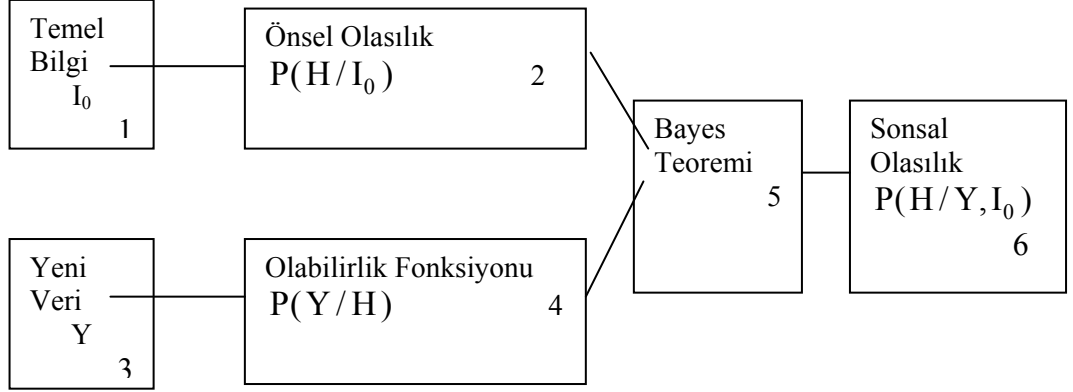 Temel
Bilgi
I₀
1
Önsel Olasılık
P(H/I₀) 2
Yeni
Veri
Y
3
Olabilirlik Fonksiyonu
P(Y/H) 4
Bayes
Teoremi
5
Sonsal
Olasılık
P(H/Y,I₀)
6